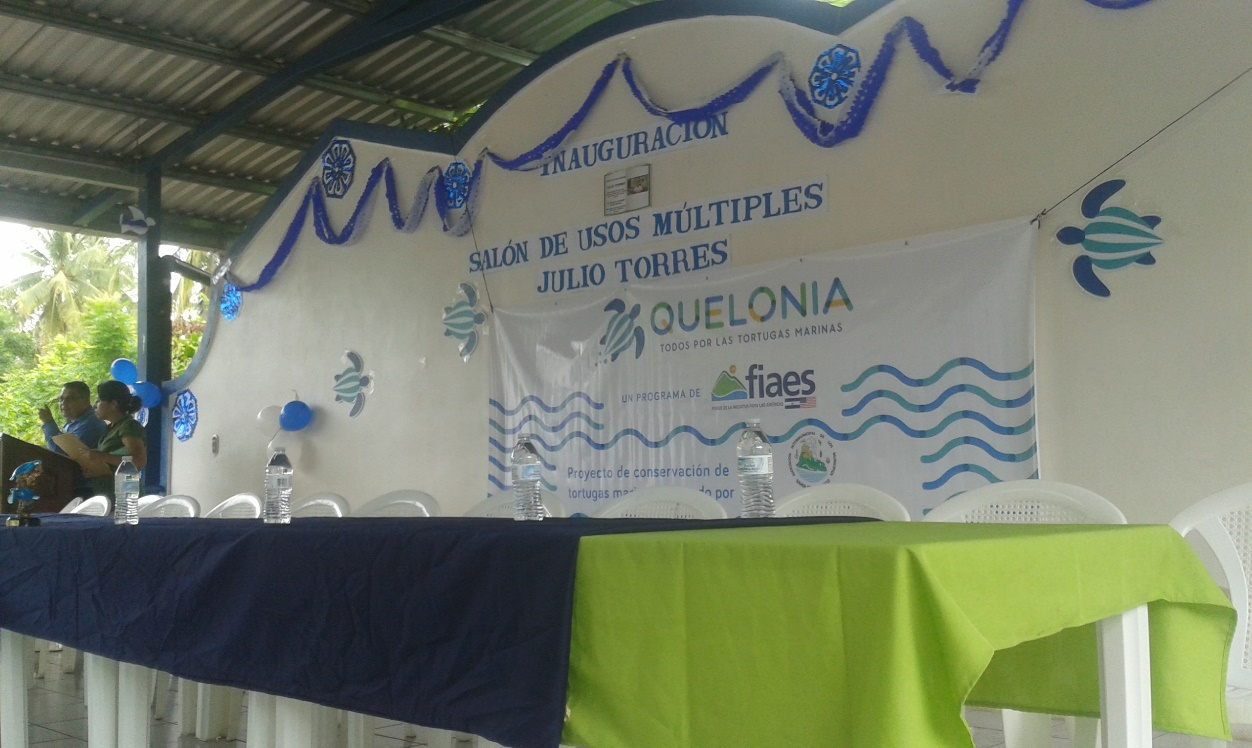 INAUGURACIÓN
SALÓN DE USOS MÚLTIPLES
JULIO TORRES
QUELONIA
TODOS POR LAS TORTUGAS MARINAS
UN PROGRAMA DE fiaes
Proyecto de conservación de
tortugas por